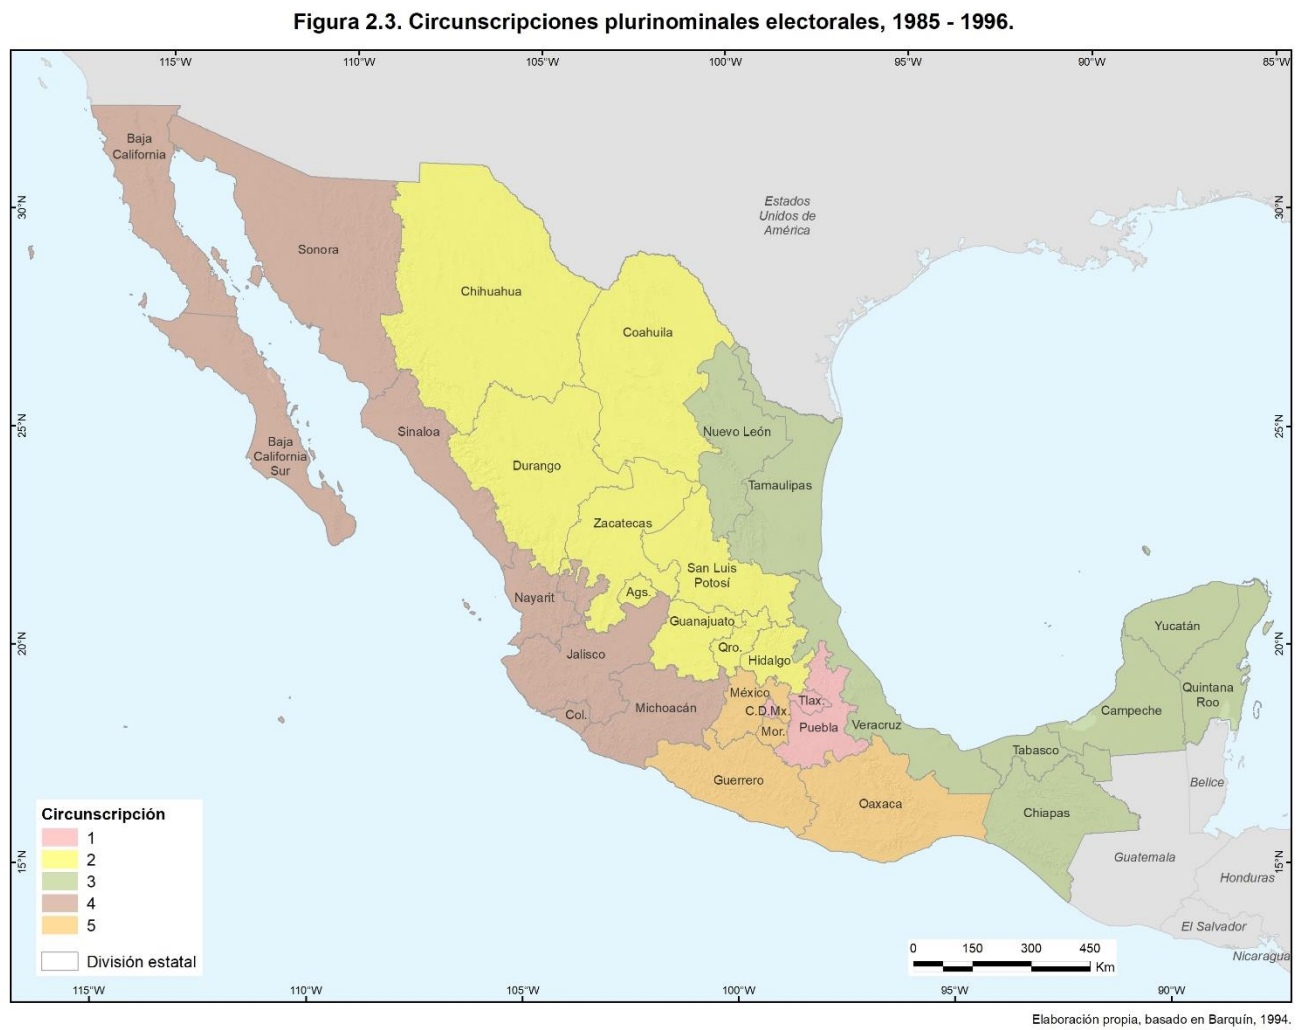 Figura 2.3. Circunscripciones plurinominales electorales, 1985 - 1996.
115°W
110°W
105°W
100°W
95°W
90°W
85°W
30°N
25°N
20°N
15°N
30°N
25°N
20°N
15°N
Baja
California
Sonora
Chihuahua
Coahuila
Estados
Unidos de
América
Baja
California
Sur
Sinaloa
Durango
Nuevo León
Tamaulipas
Zacatecas
San Luis
Potosí
Nayarit
Ags.
Guanajuato
Qro.
Hidalgo
Jalisco
Col.
Michoacán
México
C.D.Mx.
Mor.
Tlax.
Puebla
Veracruz
Guerrero
Oaxaca
Tabasco
Chiapas
Campeche
Yucatán
Quintana
Roo
Belice
Guatemala
Honduras
El Salvador
Nicaragua
Circunscripción
1
2
3
4
5
División estatal
0 150 300 450
Km
115°W
110°W
105°W
100°W
95°W
90°W
Elaboración propia, basado en Barquín, 1994.